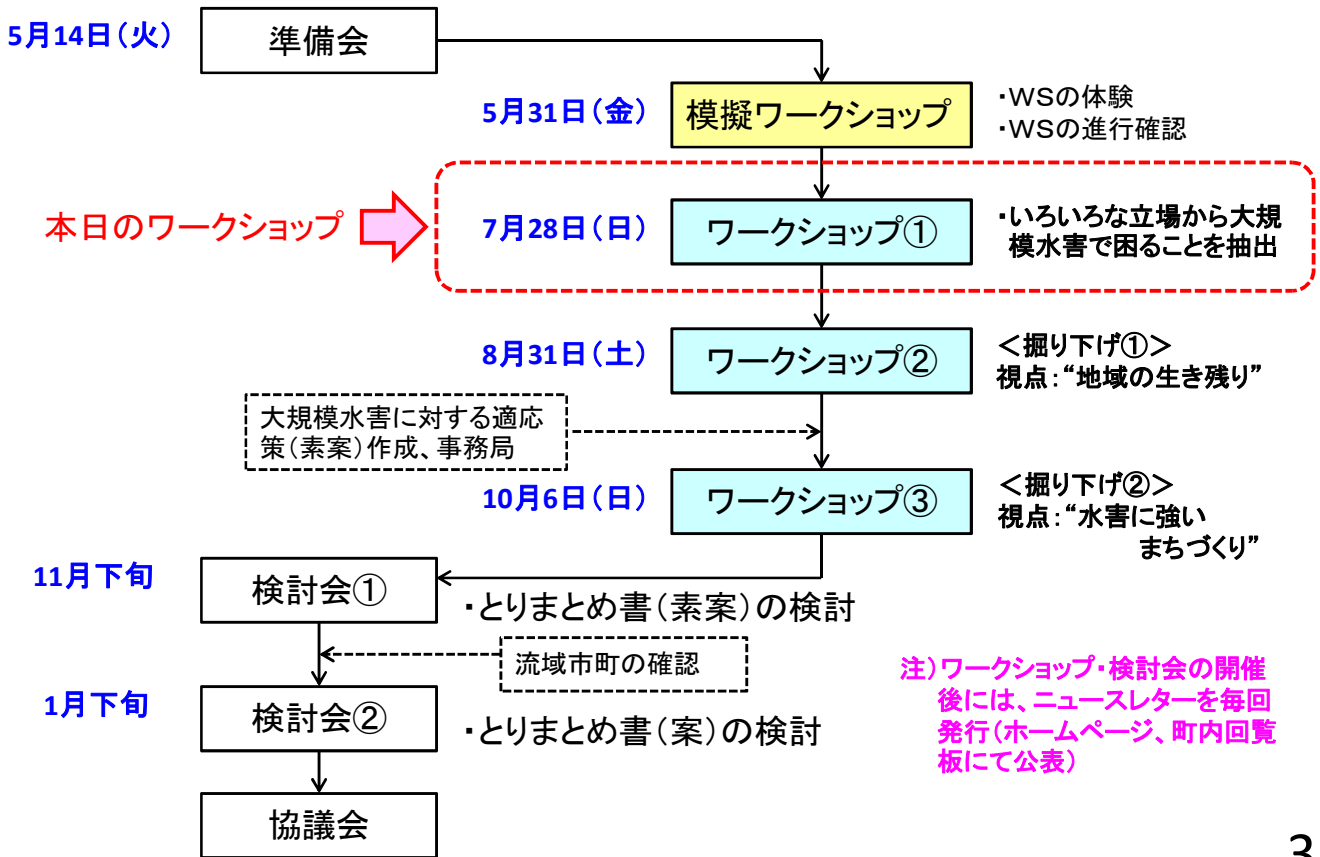 5月14日(火)
準備会
5月31日(金)
模擬ワークショップ
・WSの体験
・WSの進行確認
本日のワークショップ
7月28日(日)
ワークショップ①
・いろいろな立場から大規
模水害で困ることを抽出
8月31日(土)
ワークショップ②
<掘り下げ①>
視点:“地域の生き残り”
大規模水害に対する適応
策(素案)作成、事務局
10月6日(日)
ワークショップ③
<掘り下げ②>
視点:“水害に強い
まちづくり”
11月下旬
検討会①
・とりまとめ書(素案)の検討
流域市町の確認
1月下旬
検討会②
・とりまとめ書(案)の検討
注)ワークショップ・検討会の開催
後には、ニュースレターを毎回
発行(ホームページ、町内回覧
板にて公表)
協議会
3